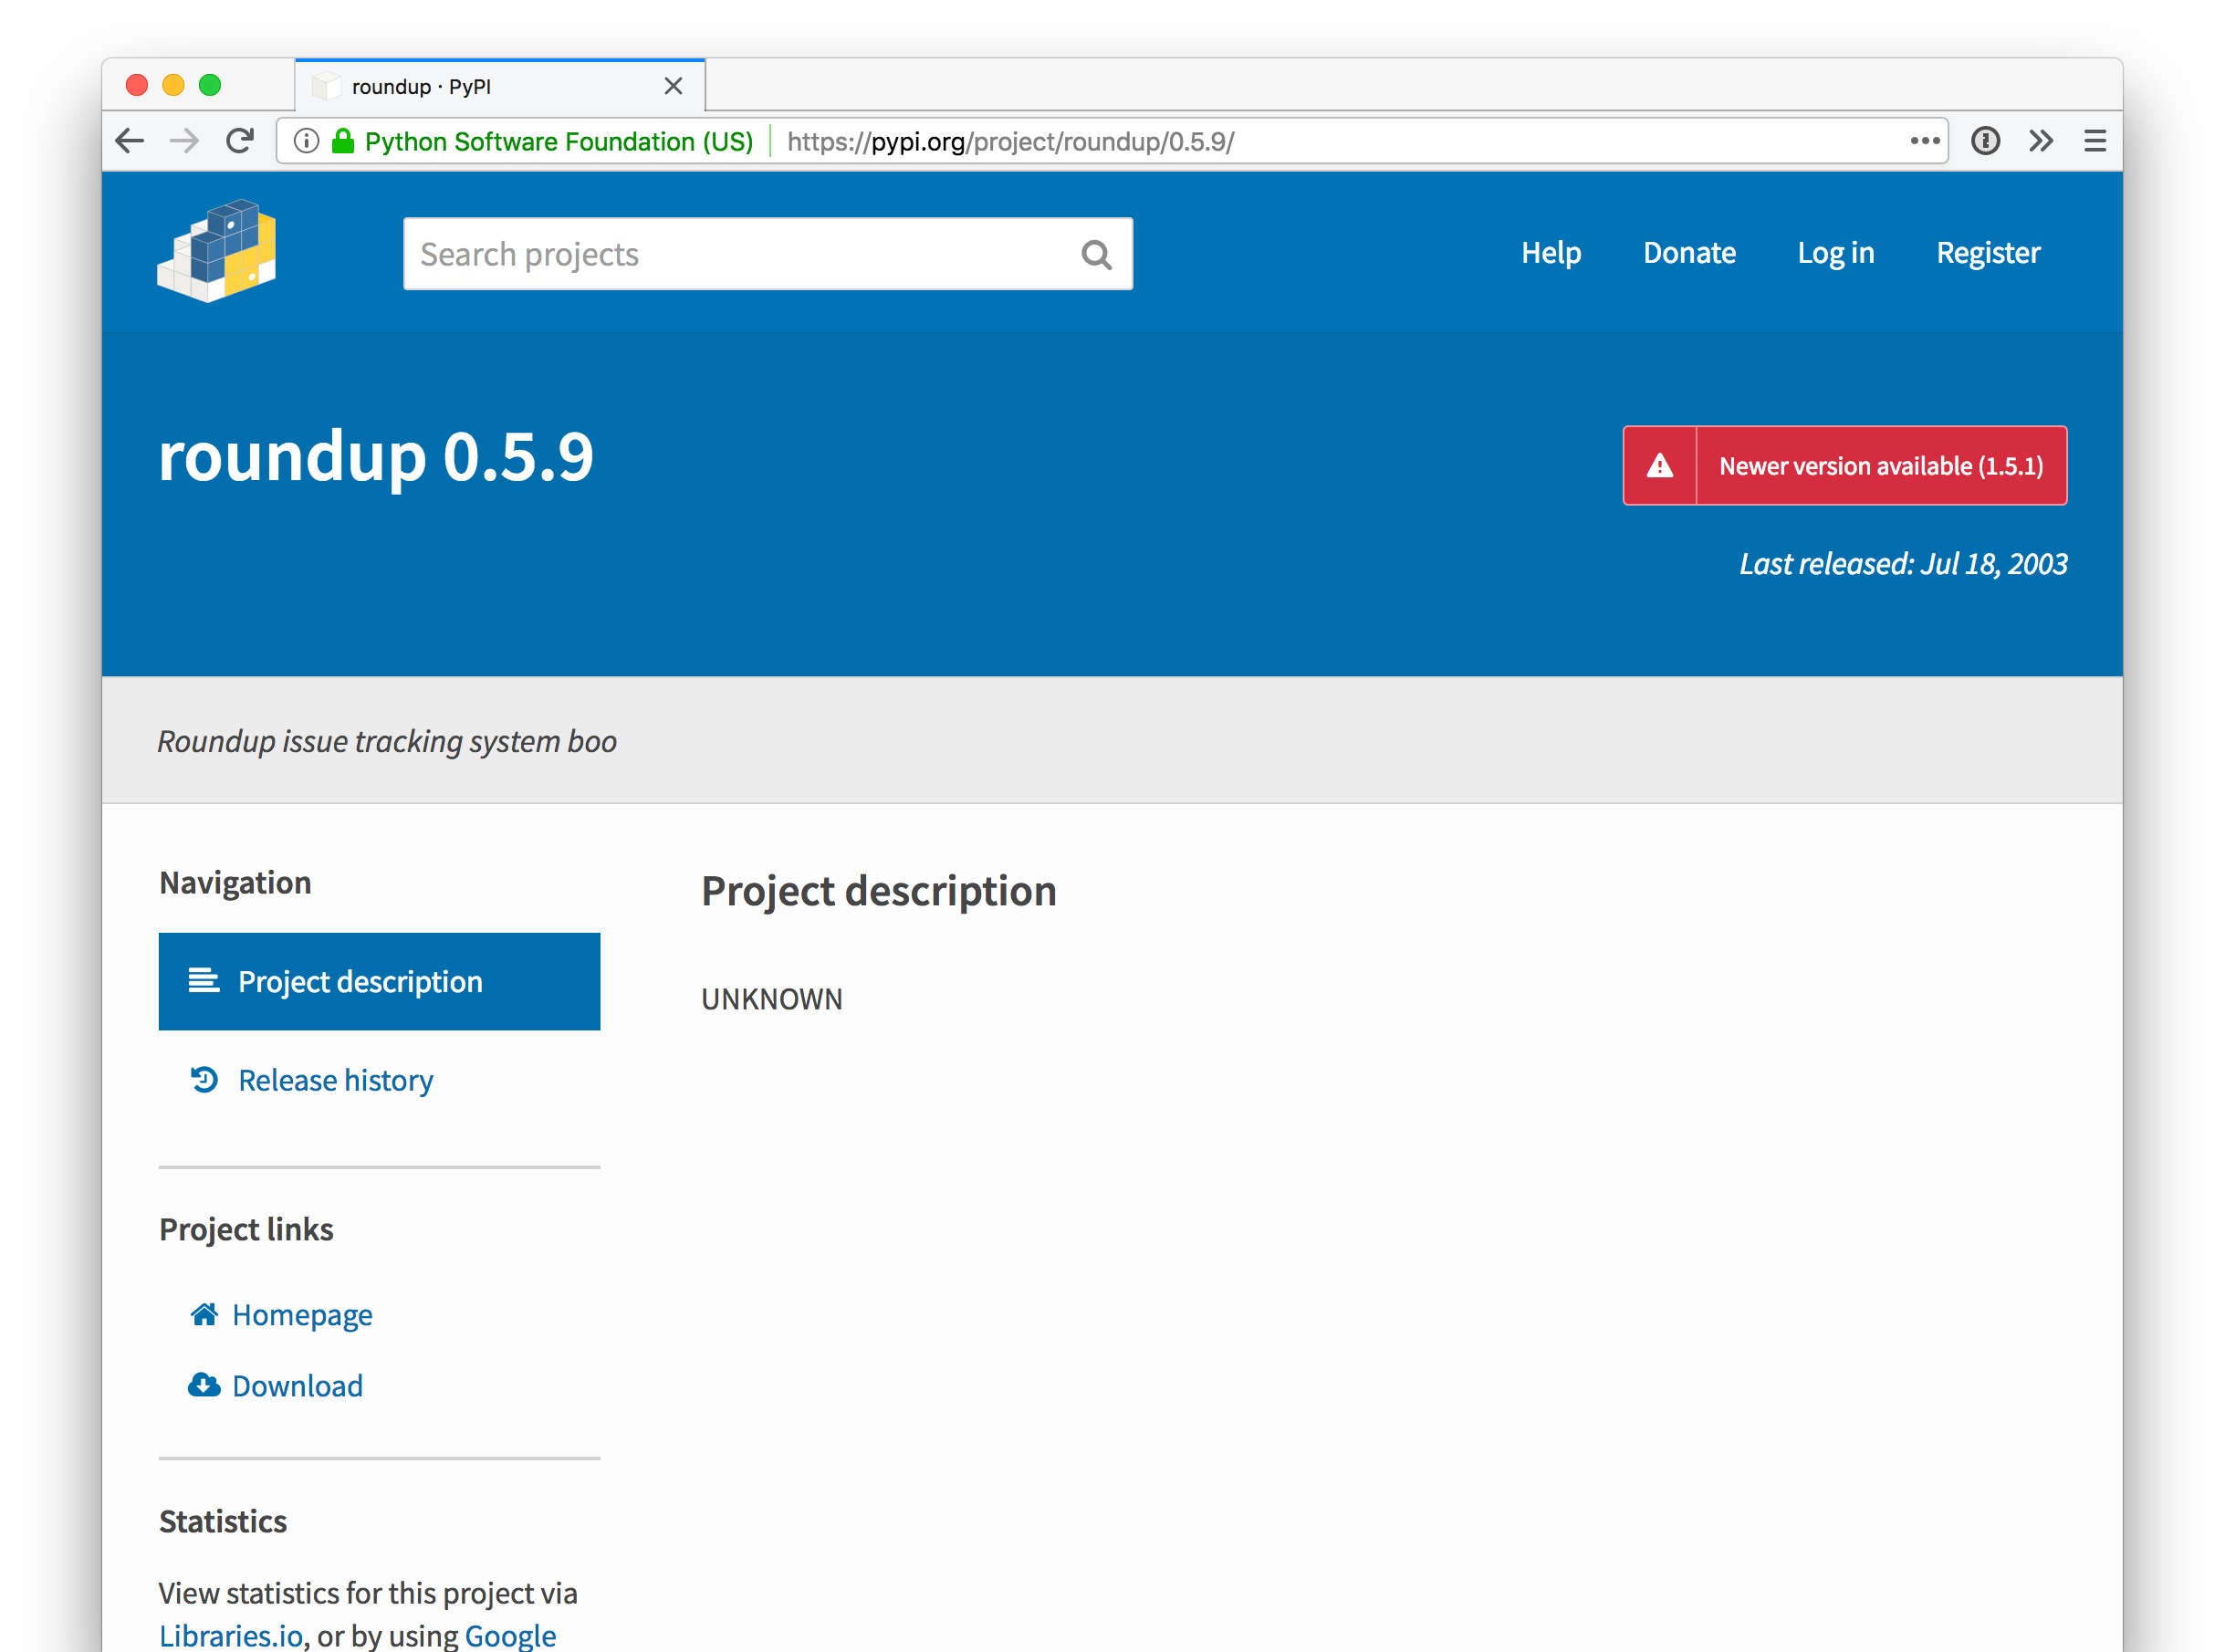 roundup · PyPI
Python Software Foundation (US) https://pypi.org/project/roundup/0.5.9/
Search projects
Help Donate Log in Register
roundup 0.5.9
Newer version available (1.5.1)
Last released: Jul 18, 2003
Roundup issue tracking system boo
Navigation
Project description
Release history
Project links
Homepage
Download
Statistics
View statistics for this project via
Libraries.io, or by using Google
Project description
UNKNOWN